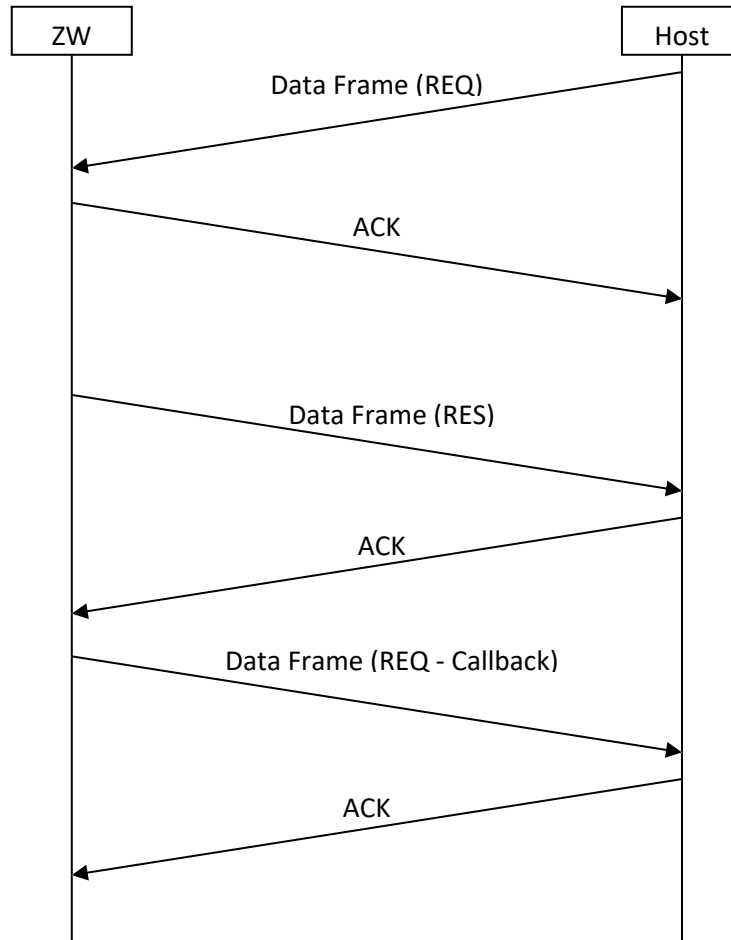 ZW
Host
Data Frame (REQ)
ACK
Data Frame (RES)
ACK
Data Frame (REQ - Callback)
ACK